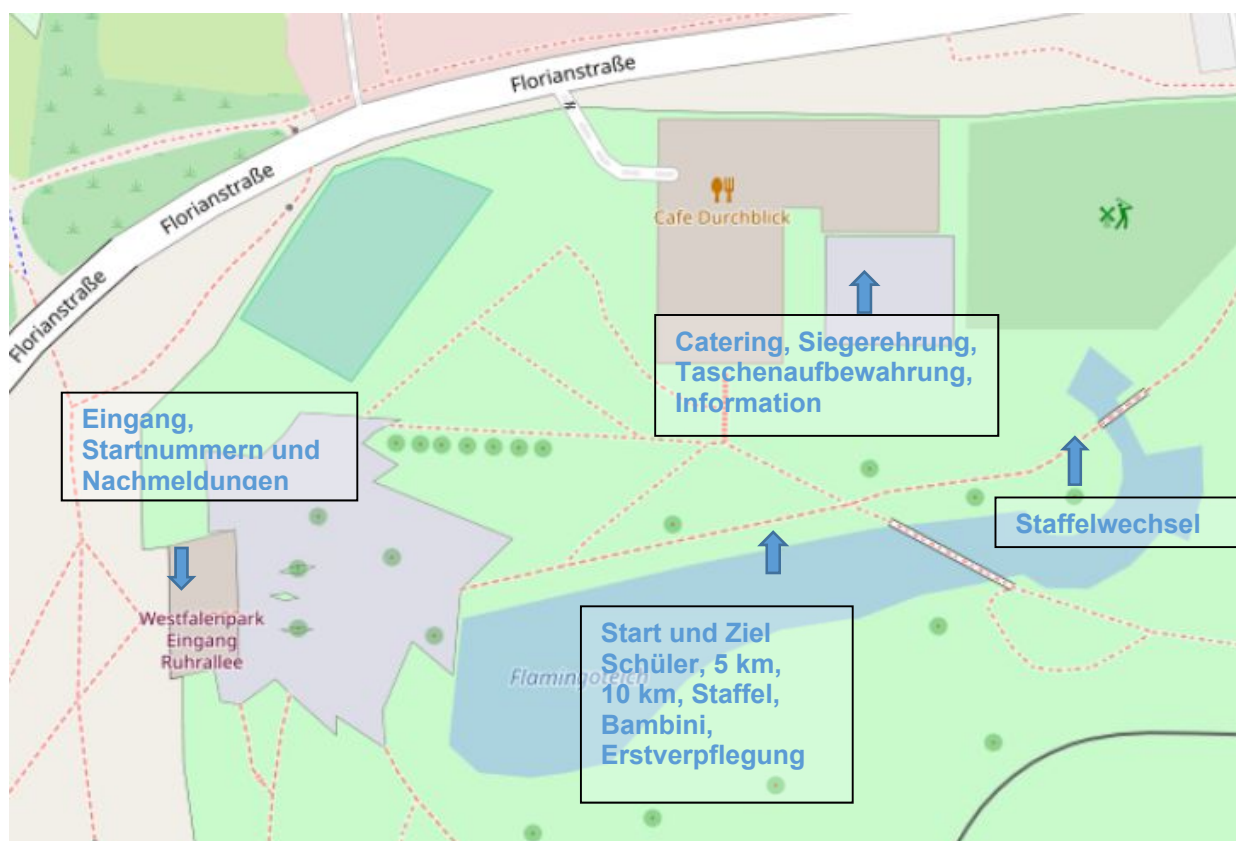 Florianstraße
Florianstraße
Florianstraße
Cafe Durchblick
Catering, Siegerehrung,
Taschenaufbewahrung,
Information
Eingang,
Startnummern und
Nachmeldungen
Staffelwechsel
Westfalenpark
Eingang
Ruhrallee
Start und Ziel
Schüler, 5 km,
10 km, Staffel,
Bambini,
Erstverpflegung
Flamingoteich